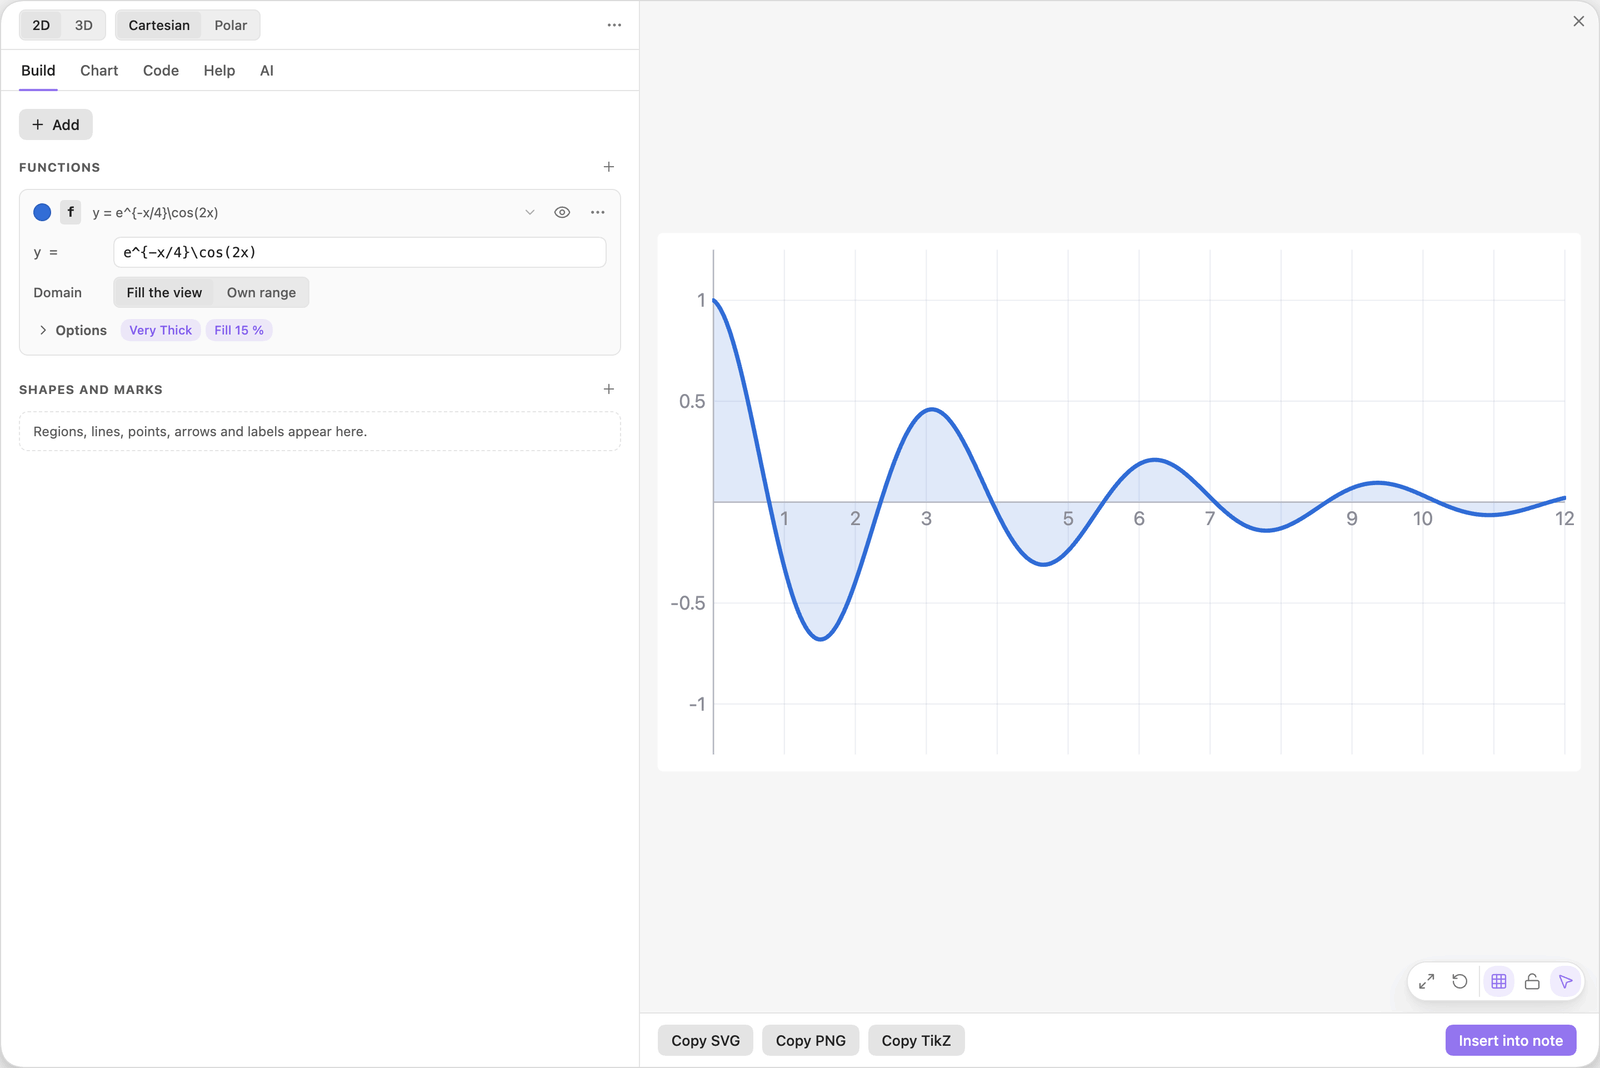 2D 3D Cartesian Polar
Build Chart Code Help AI
+ Add
FUNCTIONS
f y = e^{-x/4}\cos(2x)
y = e^{-x/4}\cos(2x)
Domain Fill the view Own range
Options Very Thick Fill 15 %
SHAPES AND MARKS
Regions, lines, points, arrows and labels appear here.
1
0.5
1 2 3 5 6 7 9 10 12
-0.5
-1
Copy SVG Copy PNG Copy TikZ Insert into note